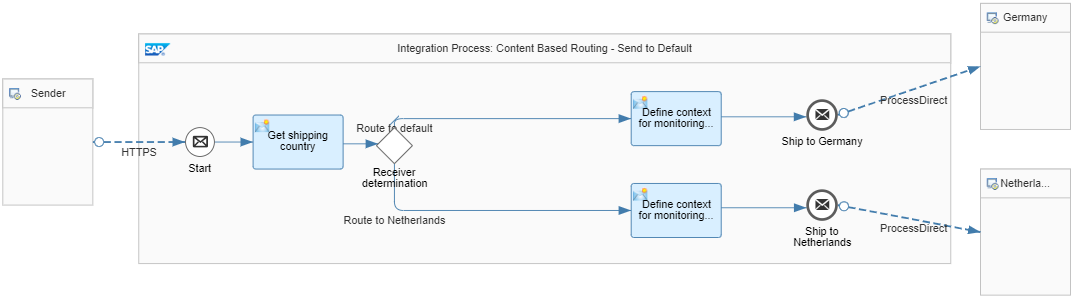 Germany
SAP
Integration Process: Content Based Routing - Send to Default
Sender
ProcessDirect
Define context
for monitoring...
Get shipping
country
Route to default
Ship to Germany
HTTPS
Start
Receiver
determination
Netherla...
Define context
for monitoring...
Route to Netherlands
Ship to
Netherlands
ProcessDirect